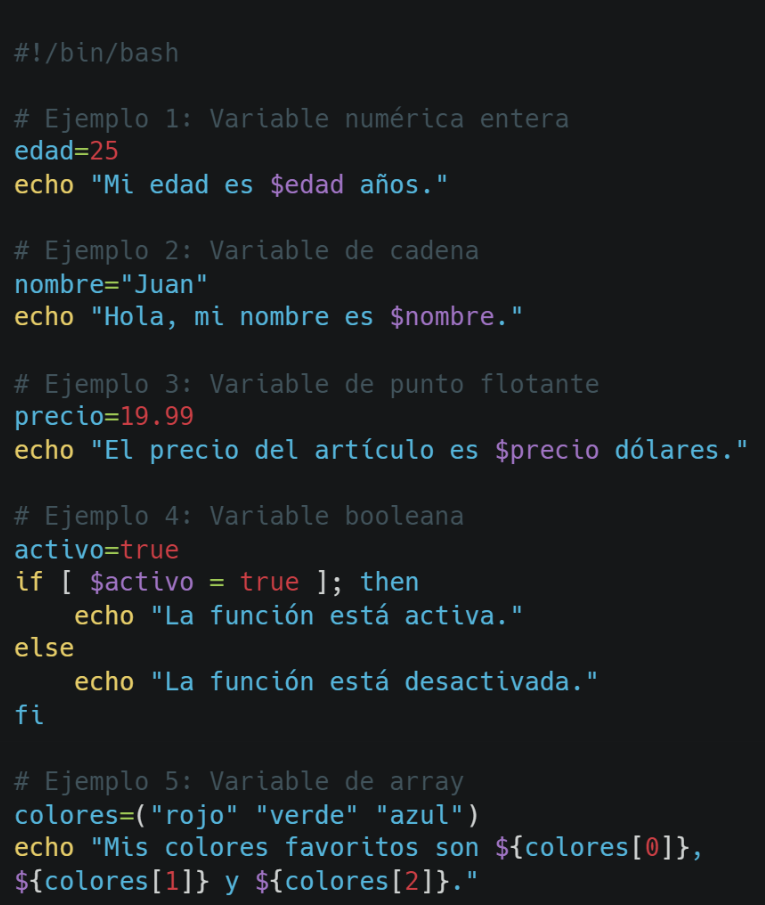 #!/bin/bash
# Ejemplo 1: Variable numérica entera
edad=25
echo "Mi edad es $edad años."
# Ejemplo 2: Variable de cadena
nombre="Juan"
echo "Hola, mi nombre es $nombre."
# Ejemplo 3: Variable de punto flotante
precio=19.99
echo "El precio del artículo es $precio dólares."
# Ejemplo 4: Variable booleana
activo=true
if [ $activo = true ]; then
    echo "La función está activa."
else
    echo "La función está desactivada."
fi
# Ejemplo 5: Variable de array
colores=("rojo" "verde" "azul")
echo "Mis colores favoritos son ${colores[0]},
${colores[1]} y ${colores[2]}."